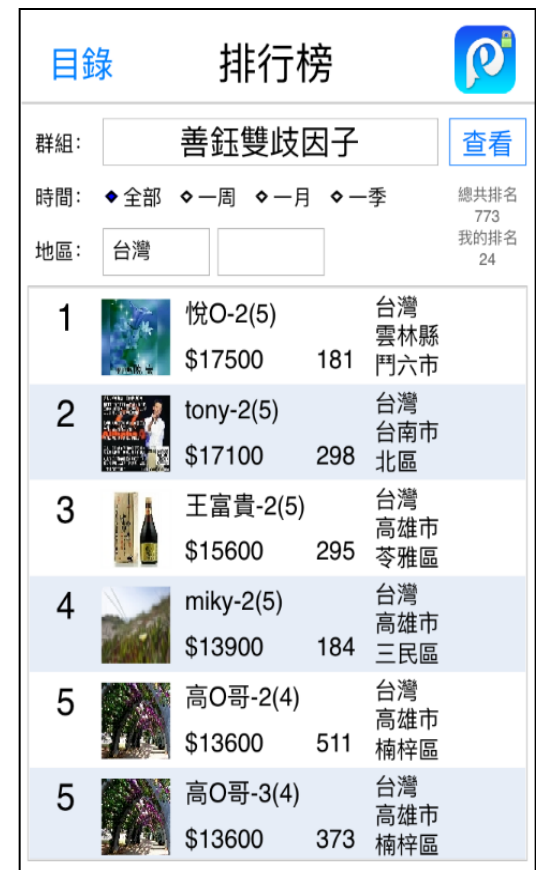 目錄
排行榜
群組:
善鈺雙歧因子
查看
時間:
全部
一周
一月
一季
總共排名
773
我的排名
24
地區:
台灣
1
悅O-2(5)
$17500
181
台灣
雲林縣
鬥六市
2
tony-2(5)
$17100
298
台灣
台南市
北區
3
王富貴-2(5)
$15600
295
台灣
高雄市
苓雅區
4
miky-2(5)
$13900
184
台灣
高雄市
三民區
5
高O哥-2(4)
$13600
511
台灣
高雄市
楠梓區
5
高O哥-3(4)
$13600
373
台灣
高雄市
楠梓區